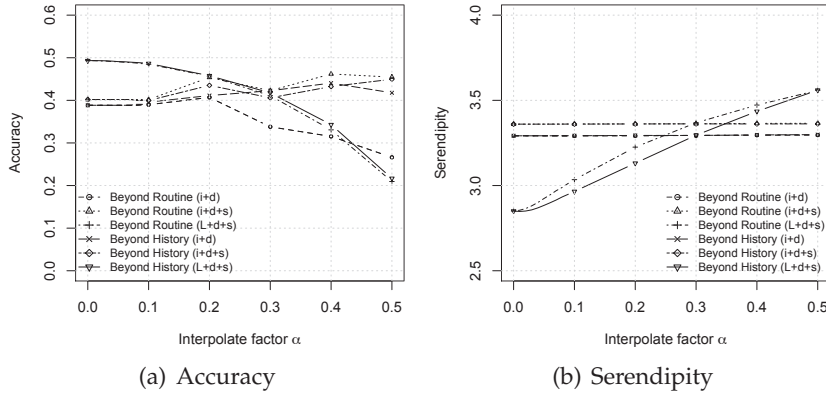 0.6
0.5
0.4
0.3
0.2
0.1
0.0
Accuracy
Beyond Routine (i+d)
Beyond Routine (i+d+s)
Beyond Routine (L+d+s)
Beyond History (i+d)
Beyond History (i+d+s)
Beyond History (L+d+s)
0.0 0.1 0.2 0.3 0.4 0.5
Interpolate factor α
(a) Accuracy
4.0
3.5
3.0
2.5
Serendipity
Beyond Routine (i+d)
Beyond Routine (i+d+s)
Beyond Routine (L+d+s)
Beyond History (i+d)
Beyond History (i+d+s)
Beyond History (L+d+s)
0.0 0.1 0.2 0.3 0.4 0.5
Interpolate factor α
(b) Serendipity